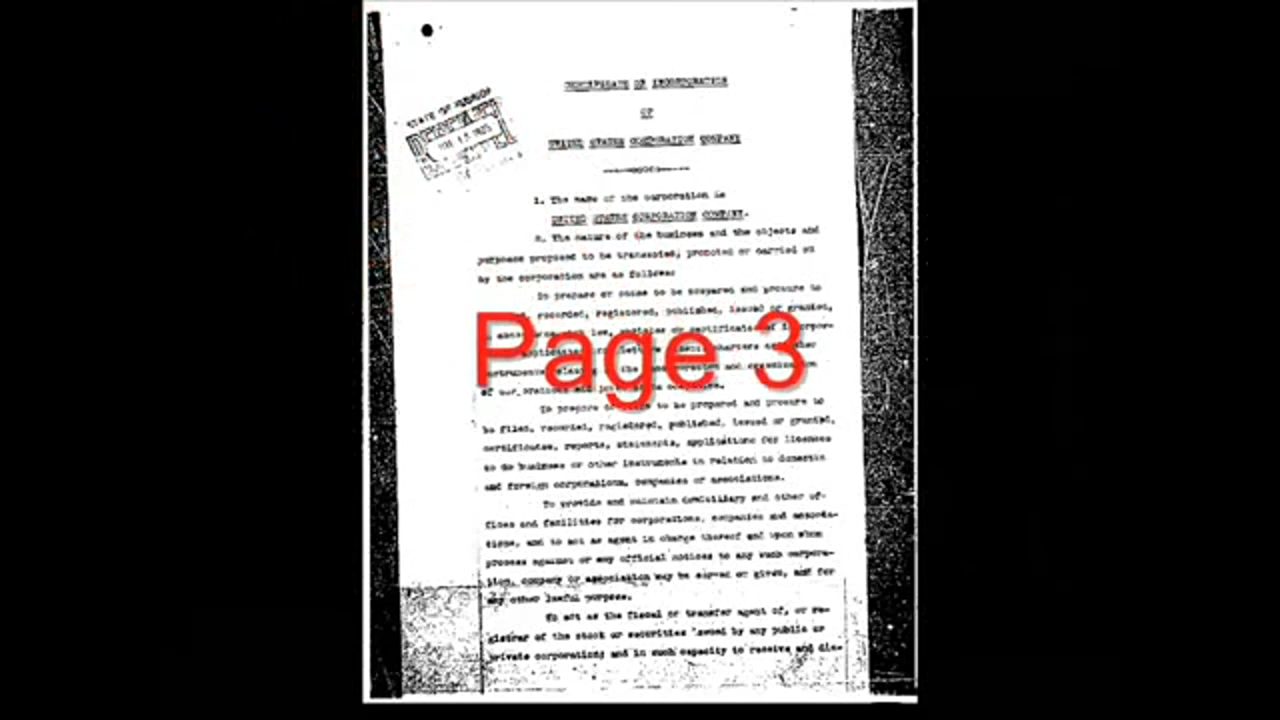 CERTIFICATE OF INCORPORATION
OF
UNITED STATES CORPORATION COMPANY
STATE OF
1. The name of the corporation is
UNITED STATES CORPORATION COMPANY.
2. The nature of the business and the objects and
purposes proposed to be transacted, promoted or carried on
by the corporation are as follows:
To prepare or cause to be prepared and procure to
recorded, registered, published, issued or granted,
law,
Page 3
instruments
of
To prepare or to be prepared and procure to
be filed, recorded, registered, published, issued or granted,
certificates, reports, statements, applications for licenses
to do business or other instruments in relation to domestic
and foreign corporations, companies or associations.
To provide and maintain domiciliary and other of-
fices and facilities for corporations, companies and associa-
tions, and to act as agent in charge thereof and upon whom
process against or any official notices to any such corpora-
tion, company or association may be served or given, and for
any other lawful purpose.
To act as the fiscal or transfer agent of, or re-
gistrar of the stock or securities issued by any public or
private corporation; and in such capacity to receive and dis-